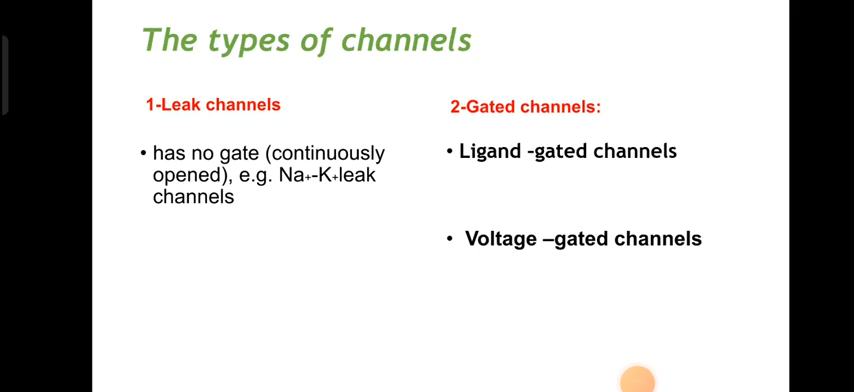 The types of channels
1-Leak channels
• has no gate (continuously
opened), e.g. Na+-K+leak
channels
2-Gated channels:
• Ligand -gated channels
• Voltage –gated channels